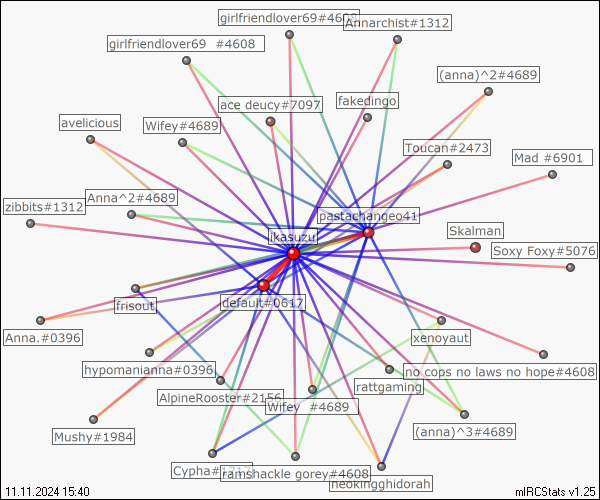 girlfriendlover69#4608
Annarchist#1312
girlfriendlover69 #4608
(anna)^2#4689
ace deucy#7097
fakedingo
avelicious
Wifey#4689
Toucan#2473
Mad #6901
Anna^2#4689
zibbits#1312
pastachangeo41
ikasuzu
Skalman
Soxy Foxy#5076
default#0617
frisout
Anna.#0396
xenoyaut
hypomanianna#0396
no cops no laws no hope#4608
rattgaming
AlpineRooster#2156
Wifey #4689
Mushy#1984
(anna)^3#4689
Cypha#1717
ramshackle gorey#4608
neokingghidorah
11.11.2024 15:40
mIRCStats v1.25